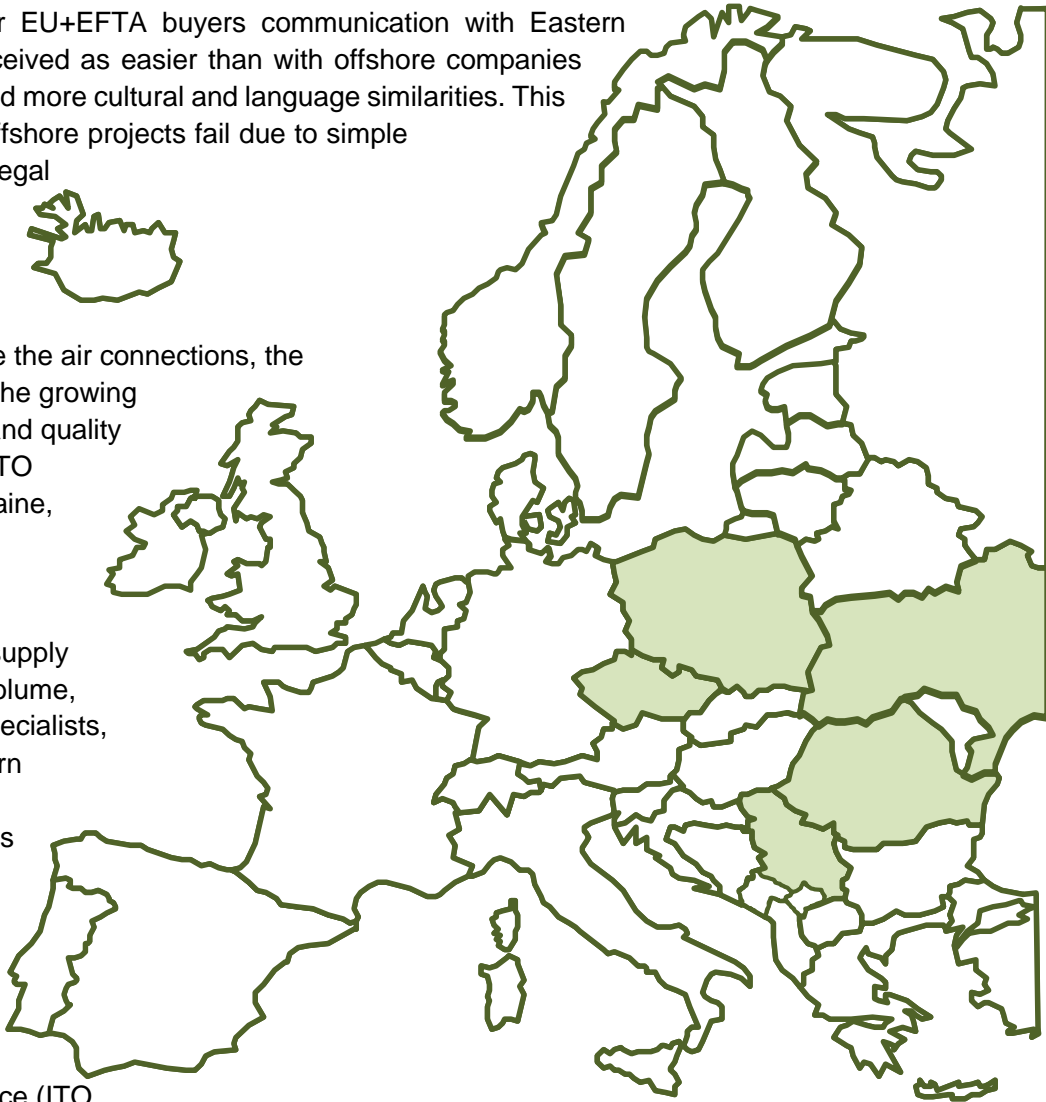 r EU+EFTA buyers communication with Eastern
ceived as easier than with offshore companies
d more cultural and language similarities. This
ffshore projects fail due to simple
egal
e the air connections, the
he growing
nd quality
TO
aine,
supply
olume,
ecialists,
rn
s
ce (ITO